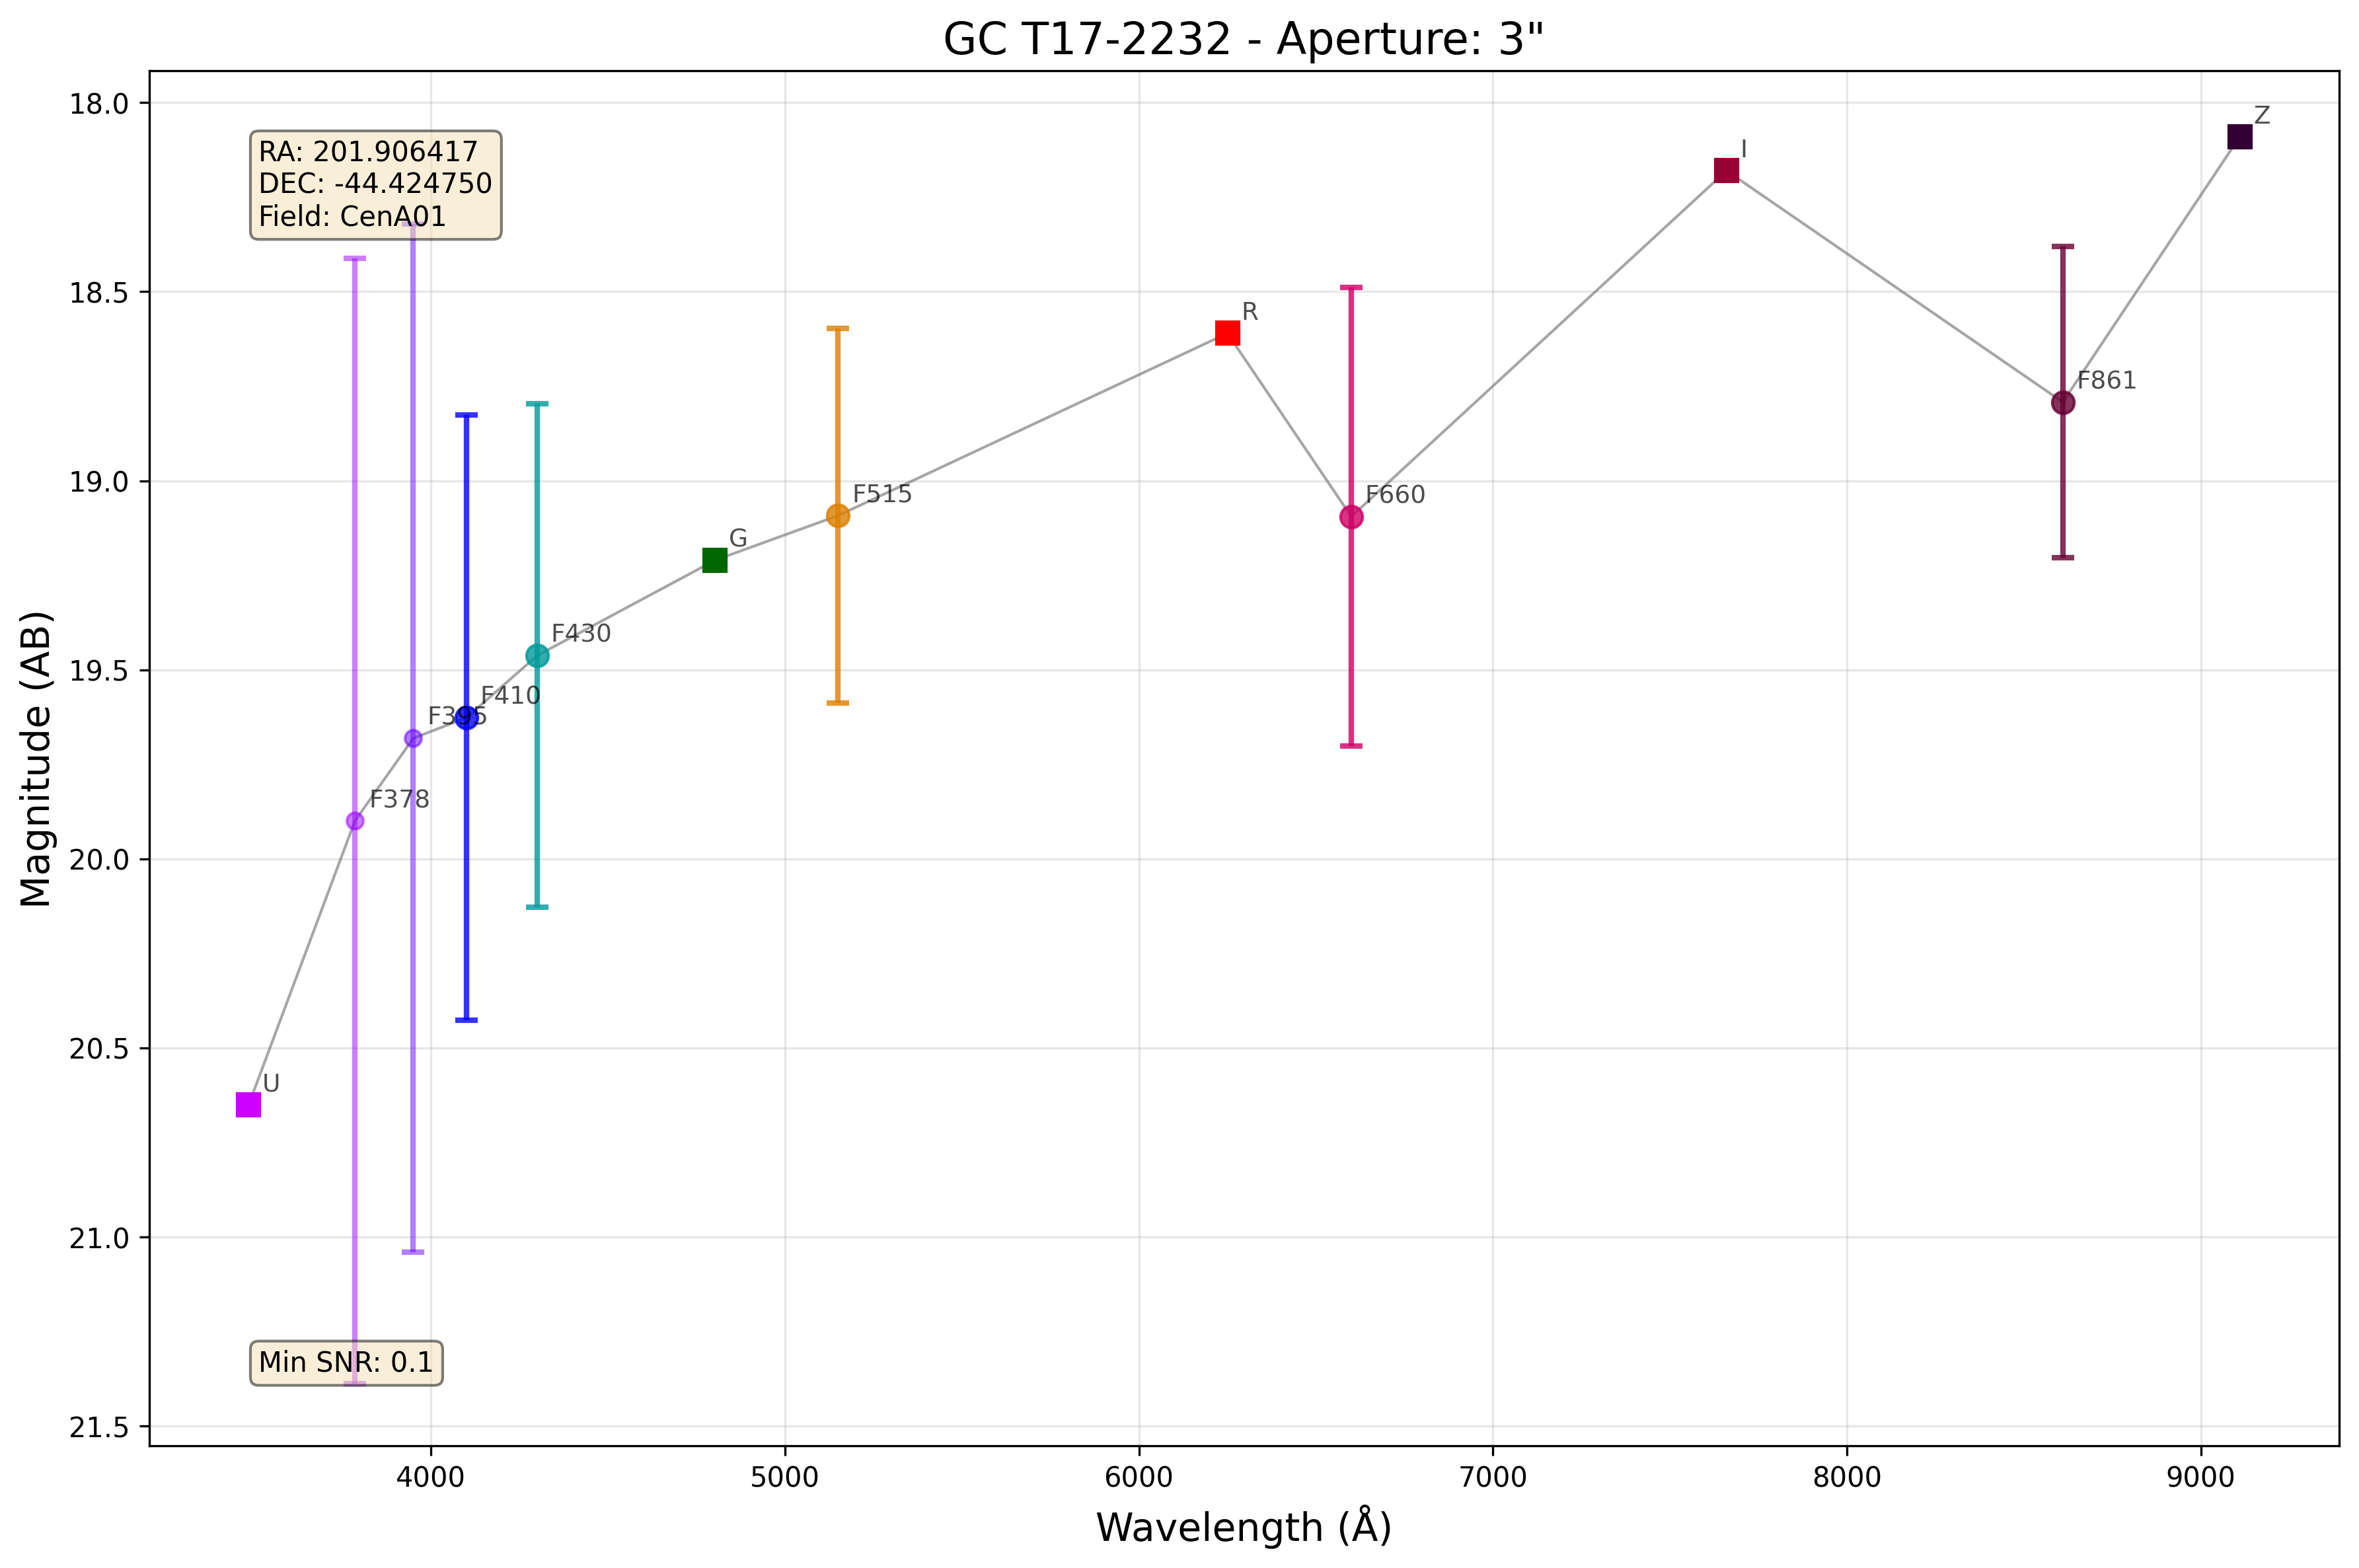 GC T17-2232 - Aperture: 3"
RA: 201.906417
DEC: -44.424750
Field: CenA01
Magnitude (AB)
18.0
18.5
19.0
19.5
20.0
20.5
21.0
21.5
U
F378
F395
F410
F430
G
F515
R
F660
I
F861
Z
Min SNR: 0.1
4000
5000
6000
7000
8000
9000
Wavelength (Å)